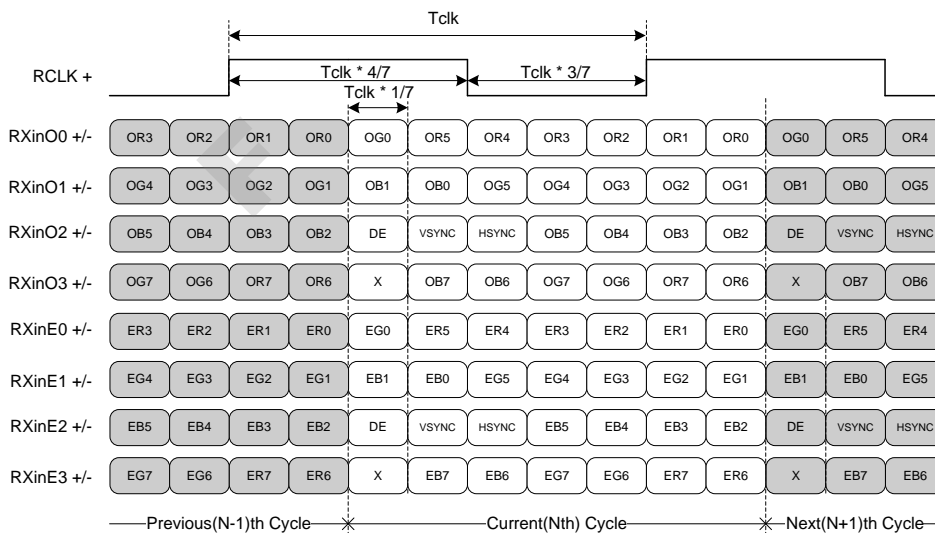 Tclk
RCLK +
Tclk * 4/7 Tclk * 3/7
Tclk * 1/7
RXinO0 +/- OR3 OR2 OR1 OR0 OG0 OR5 OR4 OR3 OR2 OR1 OR0 OG0 OR5 OR4
RXinO1 +/- OG4 OG3 OG2 OG1 OB1 OB0 OG5 OG4 OG3 OG2 OG1 OB1 OB0 OG5
RXinO2 +/- OB5 OB4 OB3 OB2 DE VSYNC HSYNC OB5 OB4 OB3 OB2 DE VSYNC HSYNC
RXinO3 +/- OG7 OG6 OR7 OR6 X OB7 OB6 OG7 OG6 OR7 OR6 X OB7 OB6
RXinE0 +/- ER3 ER2 ER1 ER0 EG0 ER5 ER4 ER3 ER2 ER1 ER0 EG0 ER5 ER4
RXinE1 +/- EG4 EG3 EG2 EG1 EB1 EB0 EG5 EG4 EG3 EG2 EG1 EB1 EB0 EG5
RXinE2 +/- EB5 EB4 EB3 EB2 DE VSYNC HSYNC EB5 EB4 EB3 EB2 DE VSYNC HSYNC
RXinE3 +/- EG7 EG6 ER7 ER6 X EB7 EB6 EG7 EG6 ER7 ER6 X EB7 EB6
Previous(N-1)th Cycle Current(Nth) Cycle Next(N+1)th Cycle